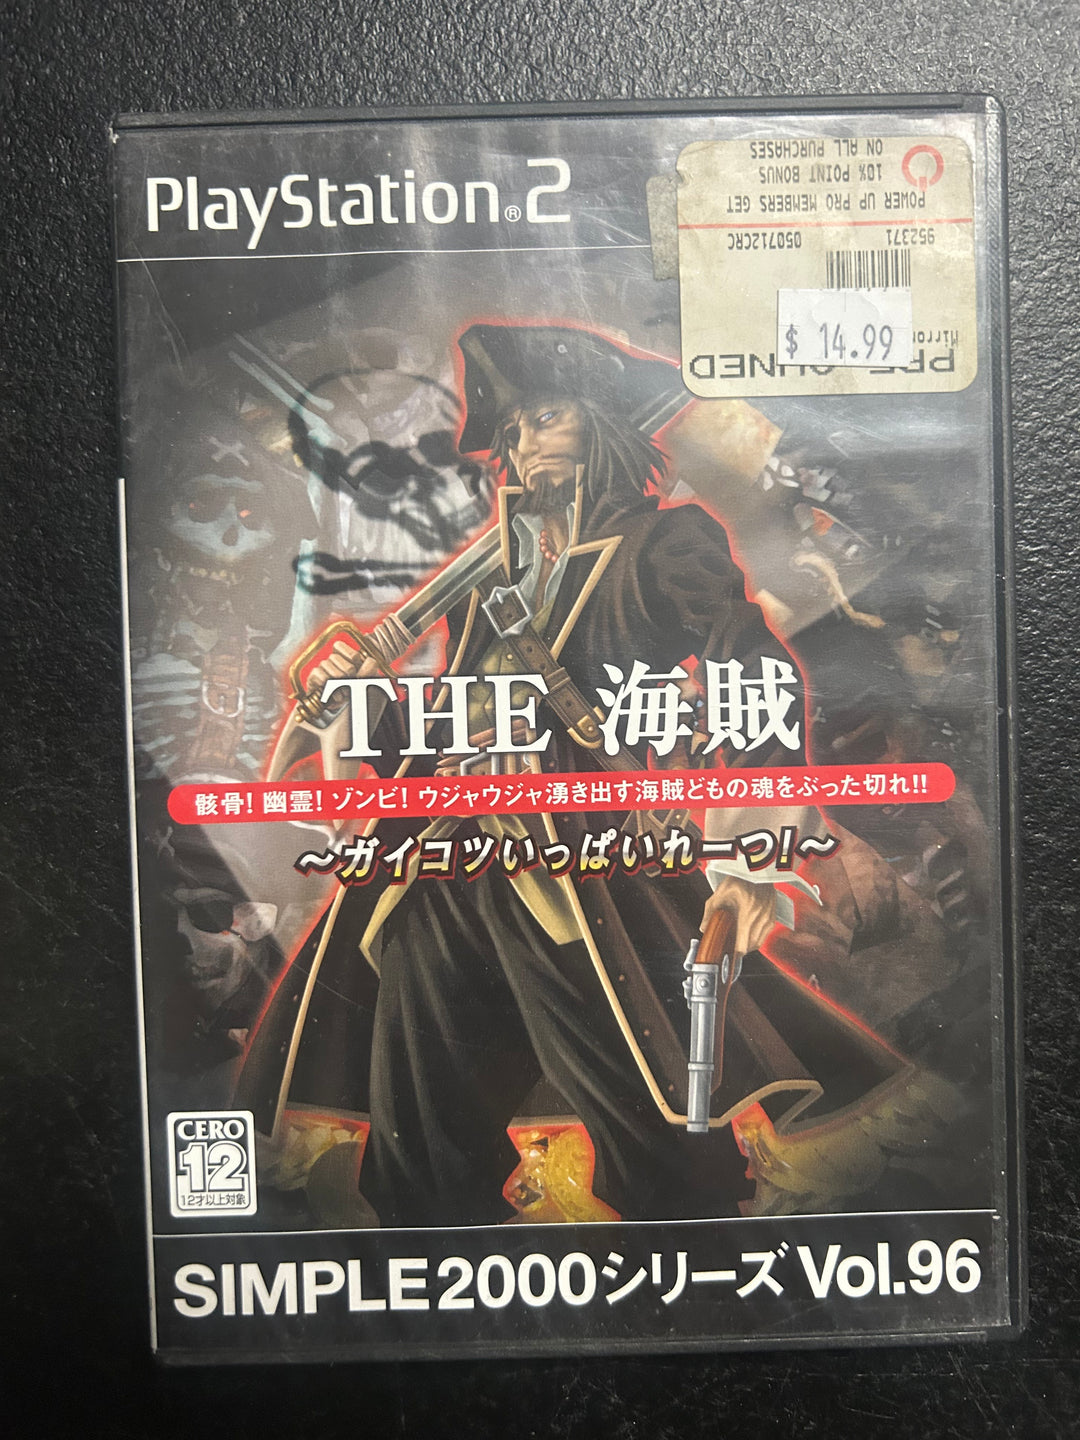 PlayStation®2
ON ALL PURCHASES
10% POINT BONUS
POWER UP PRO MEMBERS GET
050712CRC 952371
$ 14.99
THE 海賊
骸骨! 幽霊! ゾンビ! ウジャウジャ湧き出す海賊どもの魂をぶった切れ!!
～ガイコツいっぱいれーつ!～
CERO
12
12才以上対象
SIMPLE2000シリーズ Vol.96